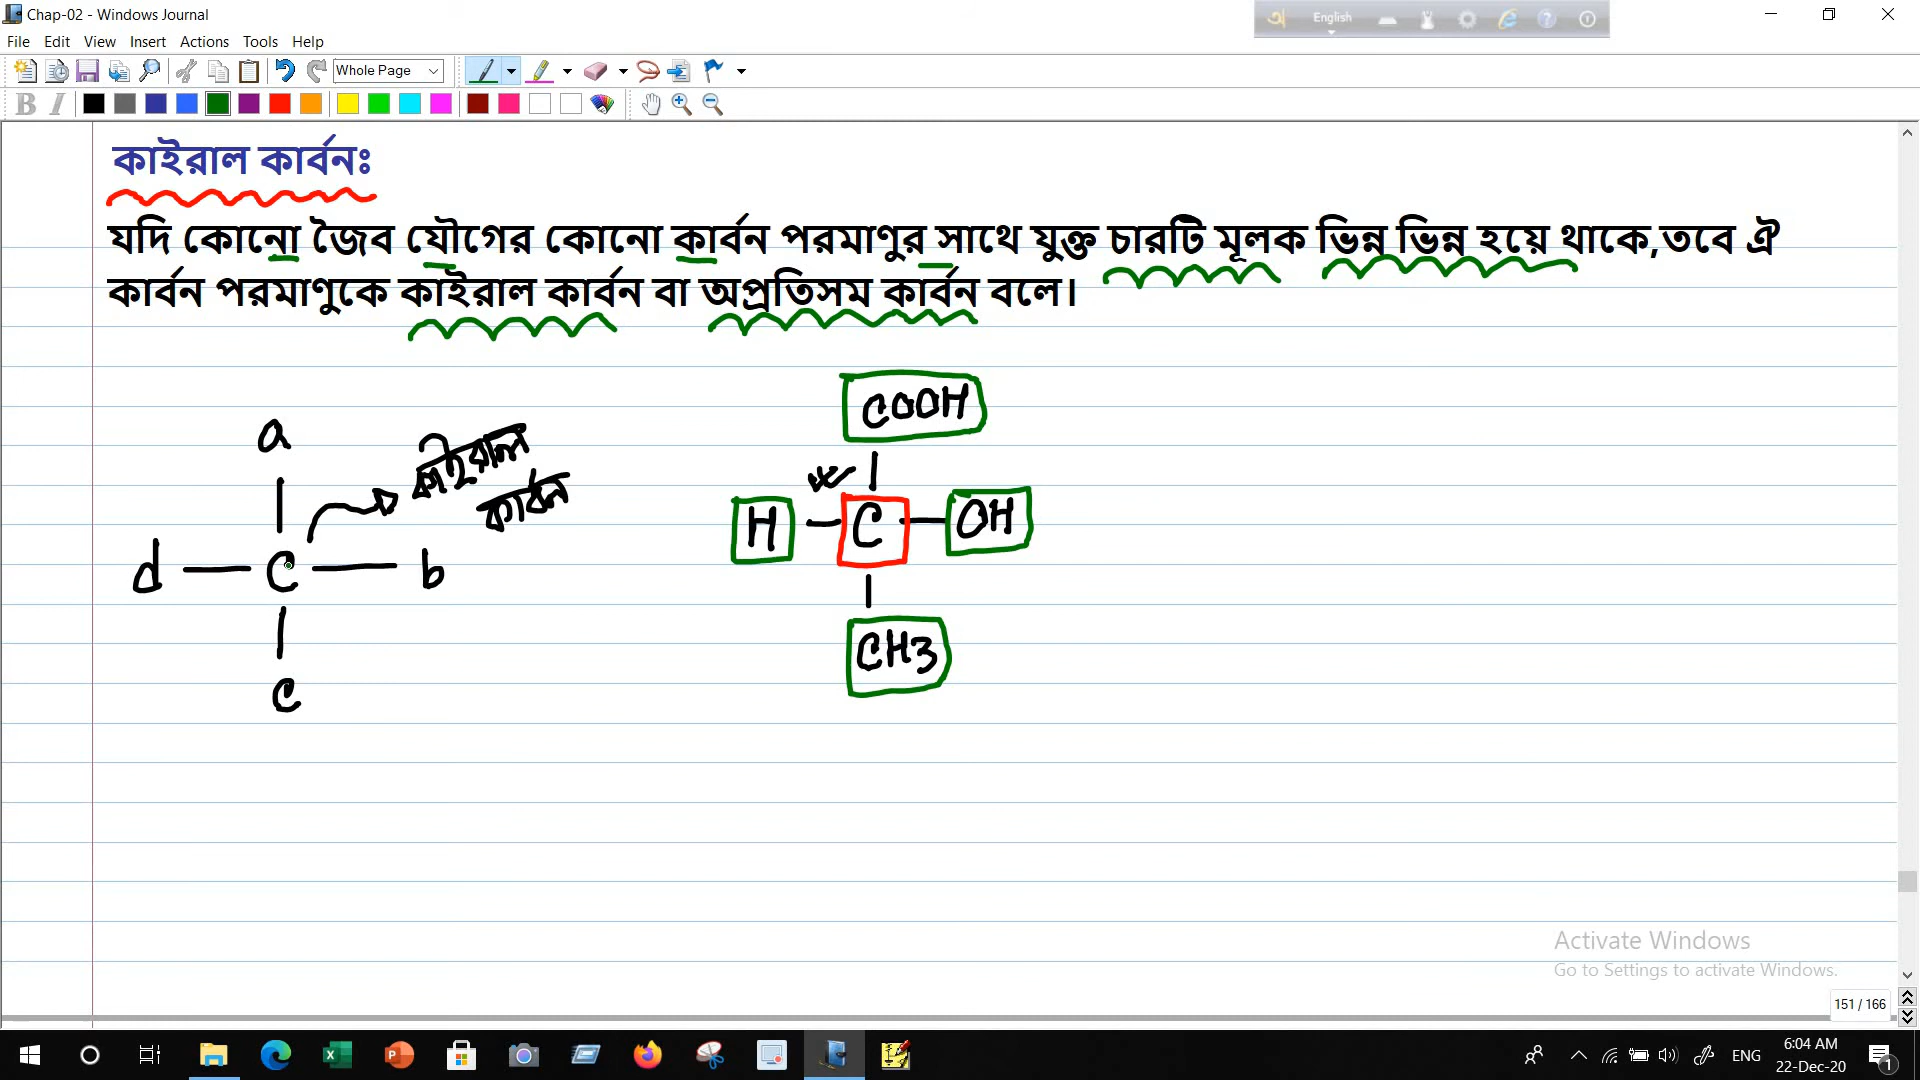 Chap-02 - Windows Journal
English
File Edit View Insert Actions Tools Help
Whole Page
B I
কাইরাল কার্বনঃ
যদি কোনো জৈব যৌগের কোনো কার্বন পরমাণুর সাথে যুক্ত চারটি মূলক ভিন্ন ভিন্ন হয়ে থাকে,তবে ঐ
কার্বন পরমাণুকে কাইরাল কার্বন বা অপ্রতিসম কার্বন বলে।
COOH
a
কাইরাল
কার্বন
H C OH
d C b
CH3
c
Activate Windows
Go to Settings to activate Windows.
151 / 166
ENG
6:04 AM
22-Dec-20
1